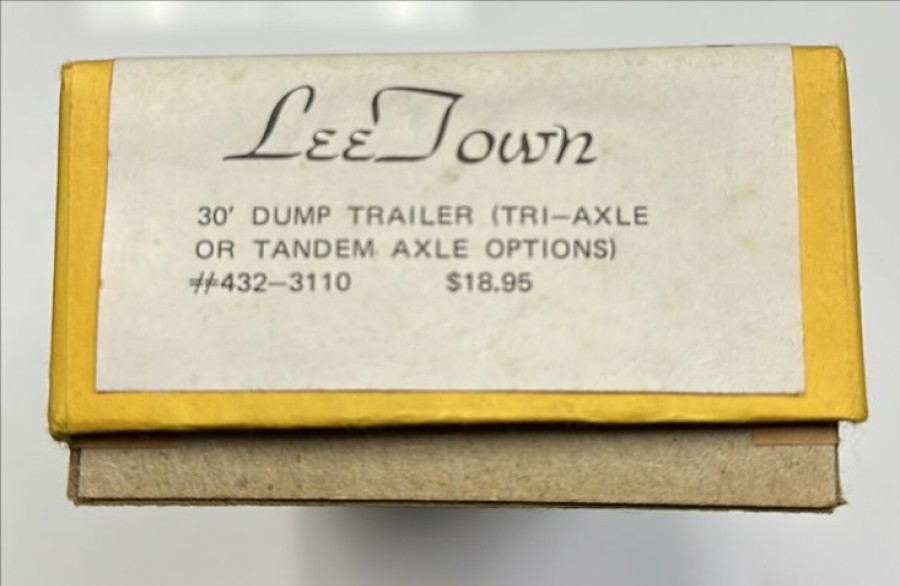 LEE TOWN
30' DUMP TRAILER (TRI–AXLE
OR TANDEM AXLE OPTIONS)
#432–3110 $18.95